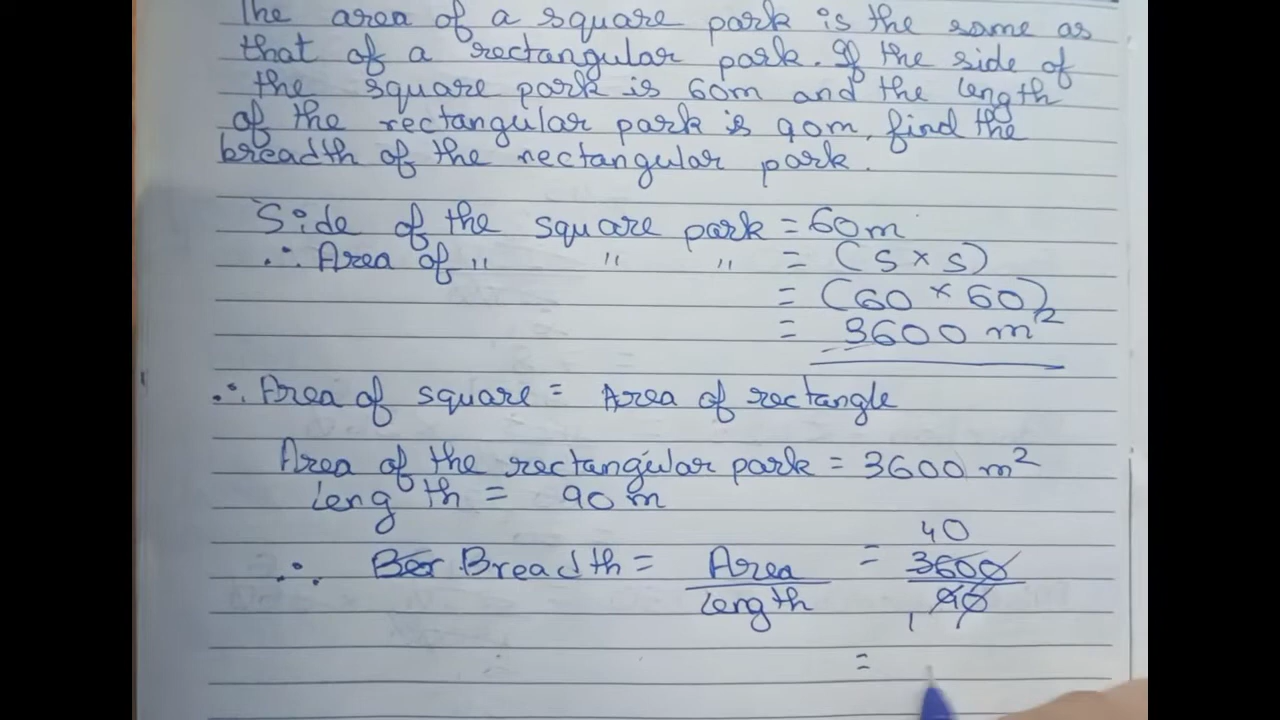 The area of a square park is the same as
that of a rectangular park. If the side of
the square park is 60m and the length
of the rectangular park is 90m, find the
breadth of the rectangular park.
Side of the square park = 60m
∴ Area of " " " = (s × s)
= (60 × 60)
= 3600 m²
∴ Area of square = Area of rectangle
Area of the rectangular park = 3600 m²
length = 90 m
40
∴ Breadth = Area = 3600
length 90
1 1
=